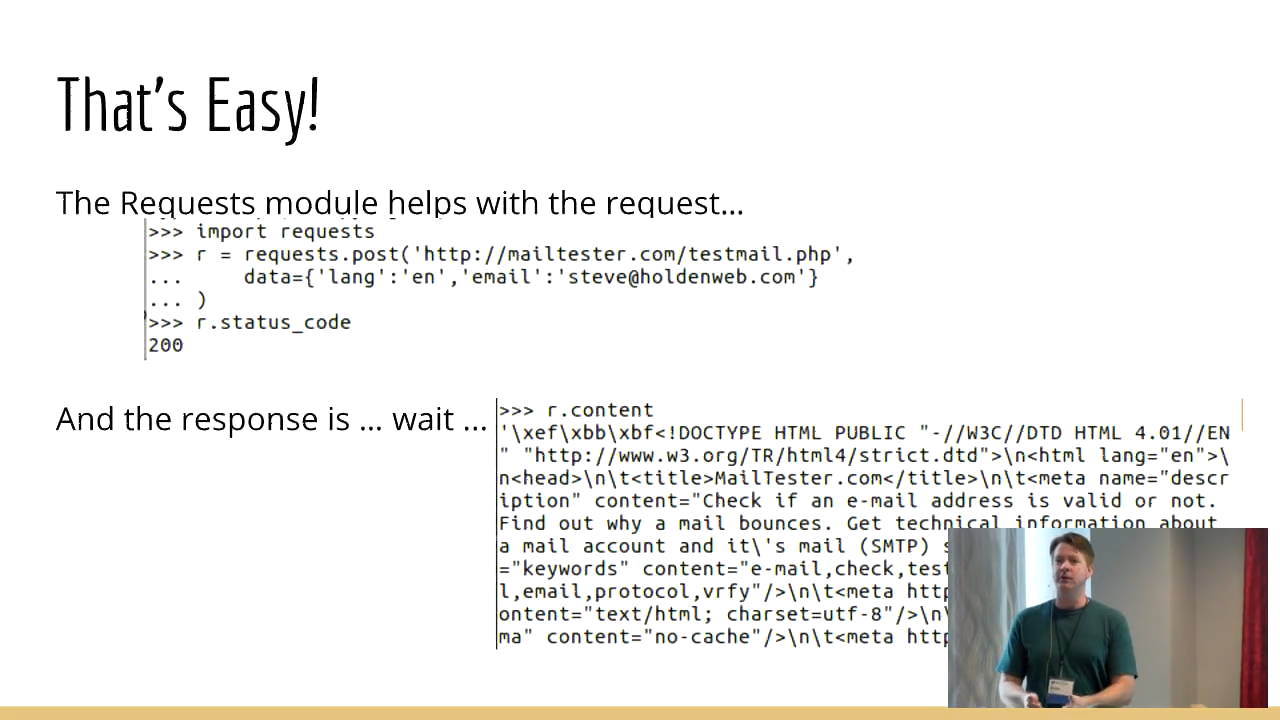 That's Easy!
The Requests module helps with the request...
>>> import requests
>>> r = requests.post('http://mailtester.com/testmail.php',
...     data={'lang':'en','email':'steve@holdenweb.com'}
... )
>>> r.status_code
200
And the response is ... wait ...
>>> r.content
'\xef\xbb\xbf<!DOCTYPE HTML PUBLIC "-//W3C//DTD HTML 4.01//EN
" "http://www.w3.org/TR/html4/strict.dtd">\n<html lang="en">\
n<head>\n\t<title>MailTester.com</title>\n\t<meta name="descr
iption" content="Check if an e-mail address is valid or not.
Find out why a mail bounces. Get technical information about
a mail account and it\'s mail (SMTP) s
="keywords" content="e-mail,check,test
l,email,protocol,vrfy"/>\n\t<meta http
ontent="text/html; charset=utf-8"/>\n\
ma" content="no-cache"/>\n\t<meta http